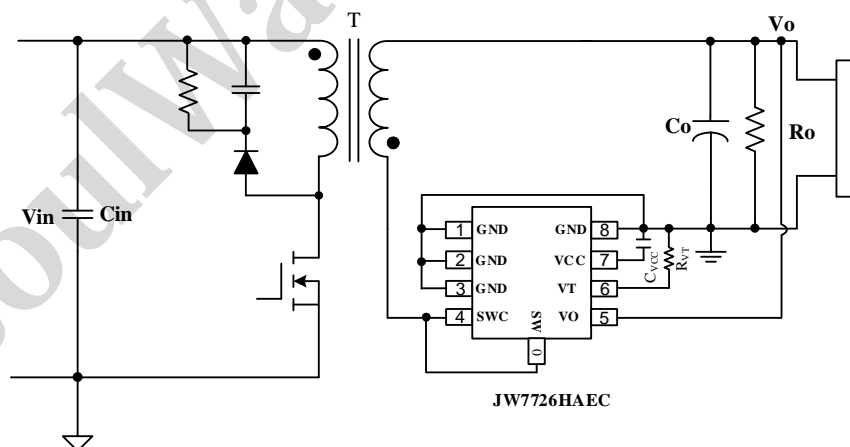 T
Vo
Co
Ro
Vin
Cin
1 GND
GND 8
2 GND
VCC 7
3 GND
VT 6
4 SWC
SW
VO 5
0
CVCC
RVT
JW7726HAEC